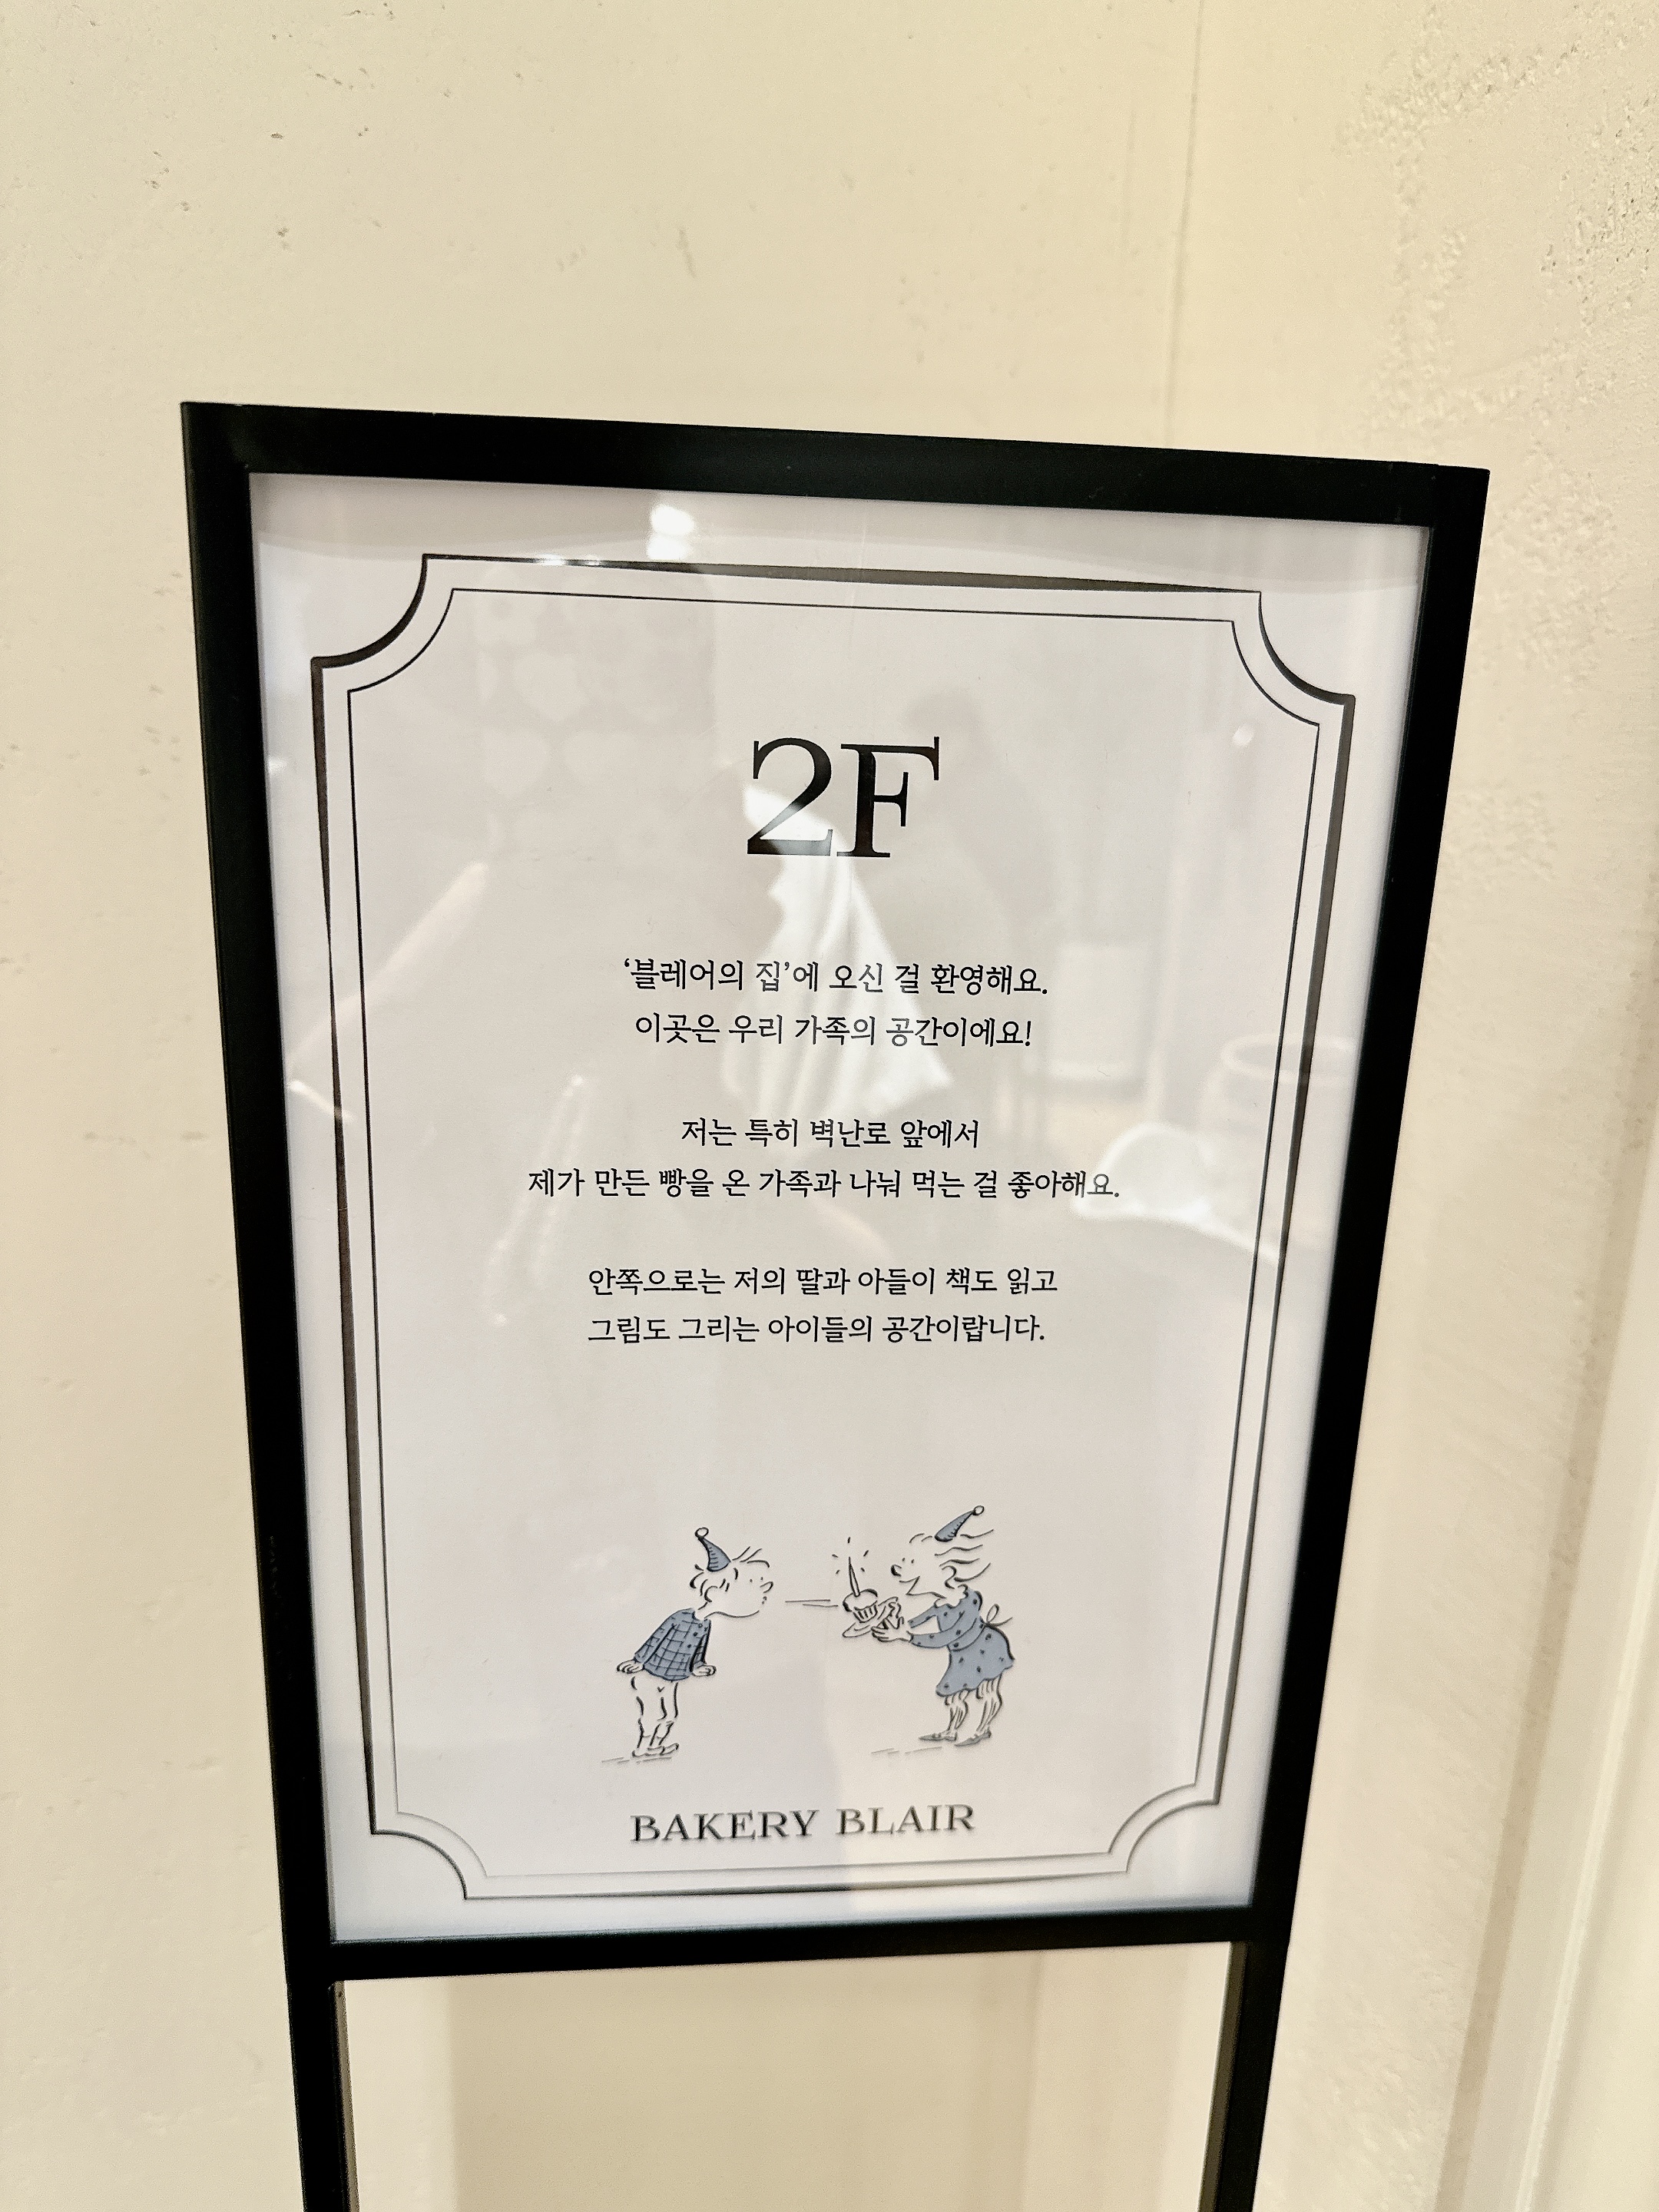 2F
‘블레어의 집’에 오신 걸 환영해요.
이곳은 우리 가족의 공간이에요!
저는 특히 벽난로 앞에서
제가 만든 빵을 온 가족과 나눠 먹는 걸 좋아해요.
안쪽으로는 저의 딸과 아들이 책도 읽고
그림도 그리는 아이들의 공간이랍니다.
BAKERY BLAIR